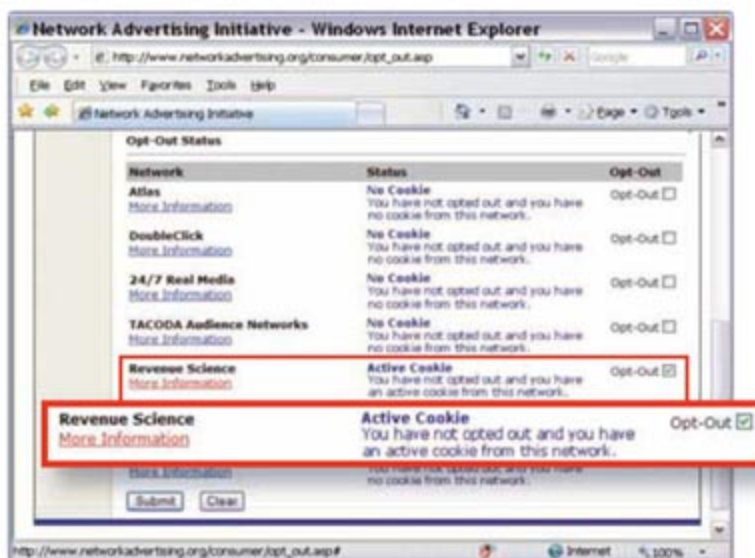 Network Advertising Initiative - Windows Internet Explorer
http://www.networkadvertising.org/consumer/opt_out.asp
Google
File Edit View Favorites Tools Help
Network Advertising Initiative
Page Tools
Opt-Out Status
Network Status Opt-Out
Atlas No Cookie Opt-Out
More Information You have not opted out and you have
no cookie from this network.
DoubleClick No Cookie Opt-Out
More Information You have not opted out and you have
no cookie from this network.
24/7 Real Media No Cookie Opt-Out
More Information You have not opted out and you have
no cookie from this network.
TACODA Audience Networks No Cookie Opt-Out
More Information You have not opted out and you have
no cookie from this network.
Revenue Science Active Cookie Opt-Out
More Information You have not opted out and you have
an active cookie from this network.
Revenue Science Active Cookie Opt-Out
More Information You have not opted out and you have
an active cookie from this network.
More Information You have not opted out and you have
no cookie from this network.
Submit Clear
http://www.networkadvertising.org/consumer/opt_out.asp# Internet 100%